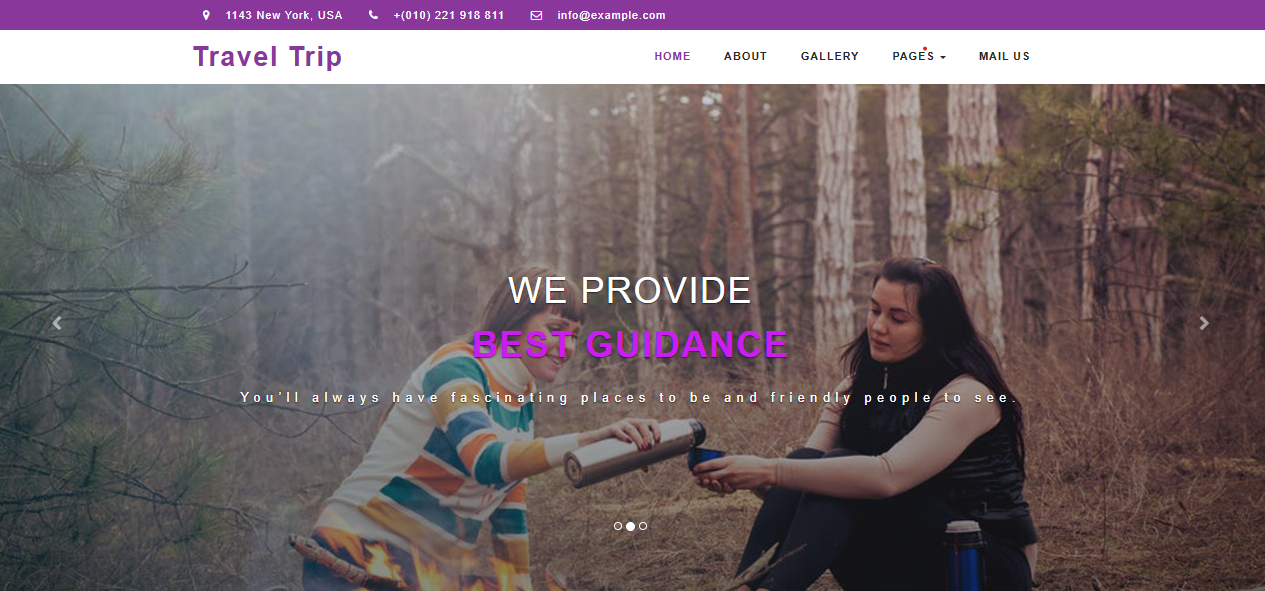 1143 New York, USA +(010) 221 918 811 info@example.com
Travel Trip HOME ABOUT GALLERY PAGES MAIL US
WE PROVIDE
BEST GUIDANCE
You'll always have fascinating places to be and friendly people to see.